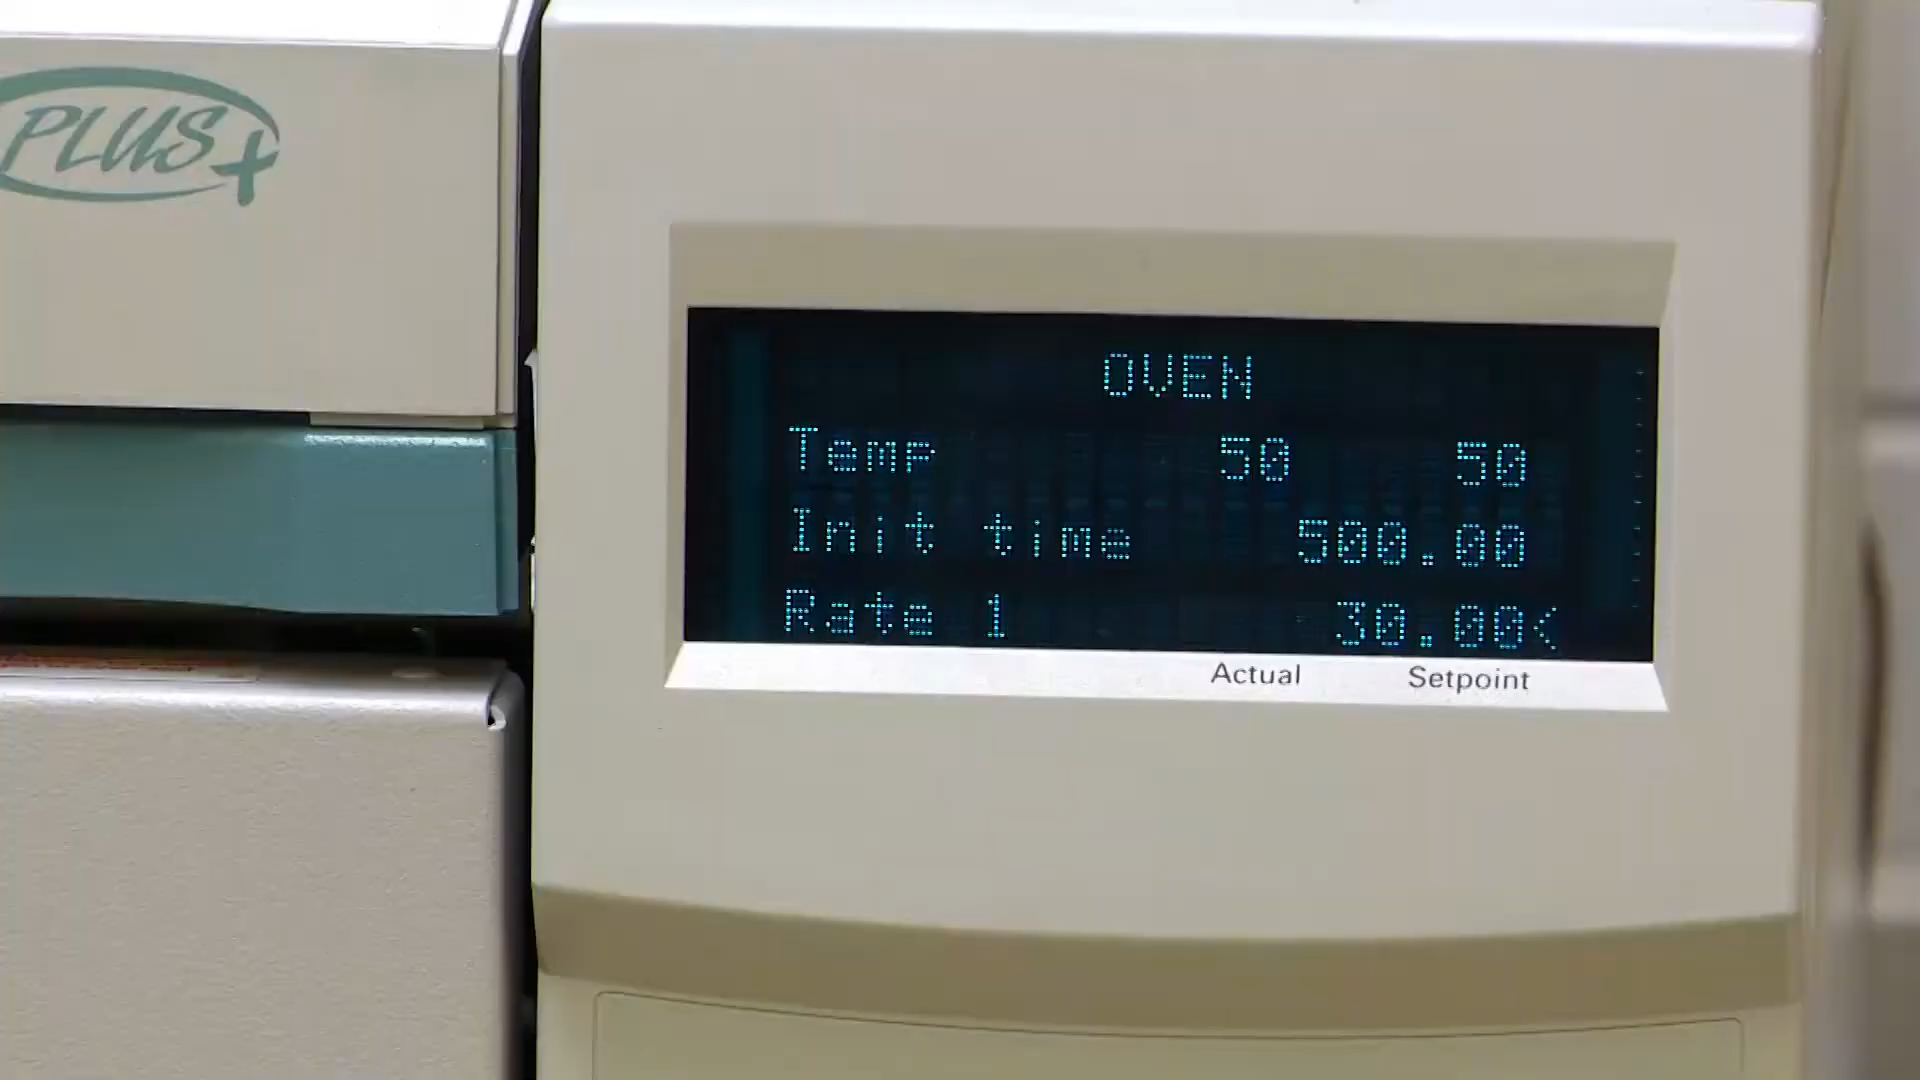 PLUS+
OVEN
Temp 50 50
Init time 500.00
Rate 1 30.00<
Actual Setpoint